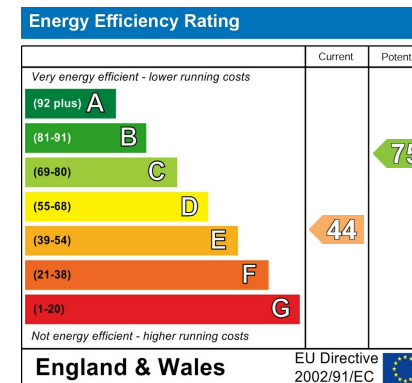 Energy Efficiency Rating
Current
Potent
Very energy efficient - lower running costs
(92 plus) A
(81-91) B
(69-80) C
75
(55-68) D
(39-54) E
44
(21-38) F
(1-20) G
Not energy efficient - higher running costs
England & Wales
EU Directive
2002/91/EC